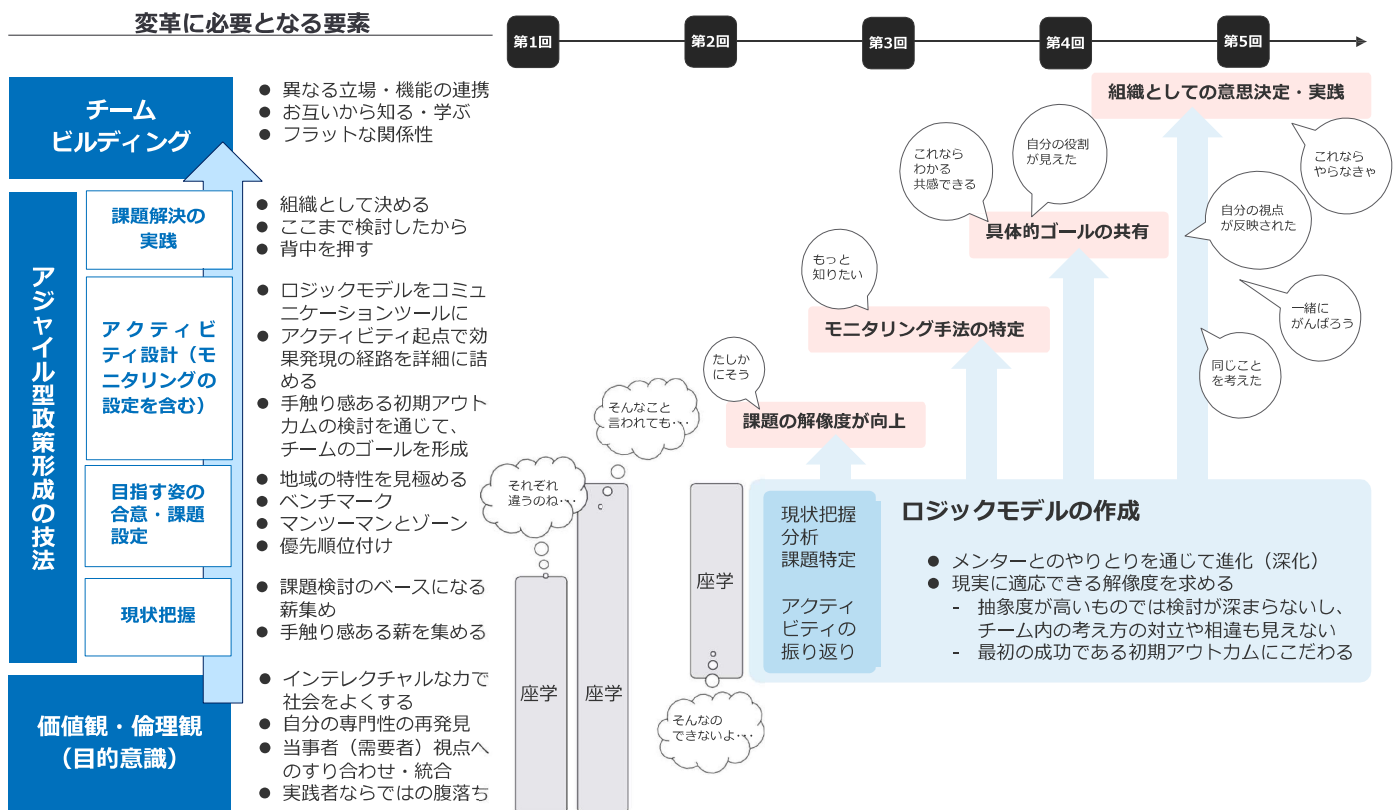 変革に必要となる要素
第1回
第2回
第3回
第4回
第5回
チーム
ビルディング
● 異なる立場・機能の連携
● お互いから知る・学ぶ
● フラットな関係性
アジャイル型政策形成の技法
課題解決の
実践
● 組織として決める
● ここまで検討したから
● 背中を押す
アクティビ
ティ設計（モ
ニタリングの
設定を含む）
● ロジックモデルをコミュ
ニケーションツールに
● アクティビティ起点で効
果発現の経路を詳細に詰
める
● 手触り感ある初期アウト
カムの検討を通じて、
チームのゴールを形成
目指す姿の
合意・課題
設定
● 地域の特性を見極める
● ベンチマーク
● マンツーマンとゾーン
● 優先順位付け
現状把握
● 課題検討のベースになる
薪集め
● 手触り感ある薪を集める
価値観・倫理観
（目的意識）
● インテレクチャルな力で
社会をよくする
● 自分の専門性の再発見
● 当事者（需要者）視点へ
のすり合わせ・統合
● 実践者ならではの腹落ち
それぞれ
違うのね…
座学
そんなこと
言われても…
座学
座学
そんなの
できないよ…
たしか
にそう
課題の解像度が向上
もっと
知りたい
モニタリング手法の特定
これなら
わかる
共感できる
自分の役割
が見えた
具体的ゴールの共有
組織としての意思決定・実践
これなら
やらなきゃ
自分の視点
が反映された
一緒に
がんばろう
同じこと
を考えた
現状把握
分析
課題特定
アクティ
ビティの
振り返り
ロジックモデルの作成
● メンターとのやりとりを通じて進化（深化）
● 現実に適応できる解像度を求める
- 抽象度が高いものでは検討が深まらないし、
チーム内の考え方の対立や相違も見えない
- 最初の成功である初期アウトカムにこだわる